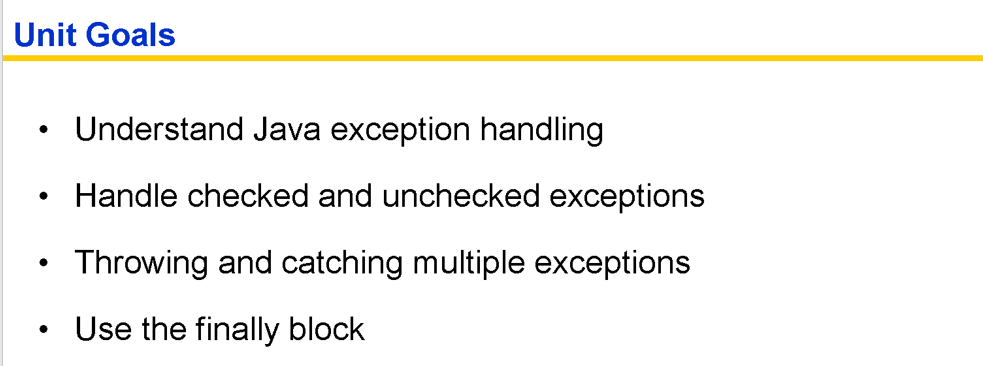 Unit Goals
• Understand Java exception handling
• Handle checked and unchecked exceptions
• Throwing and catching multiple exceptions
• Use the finally block